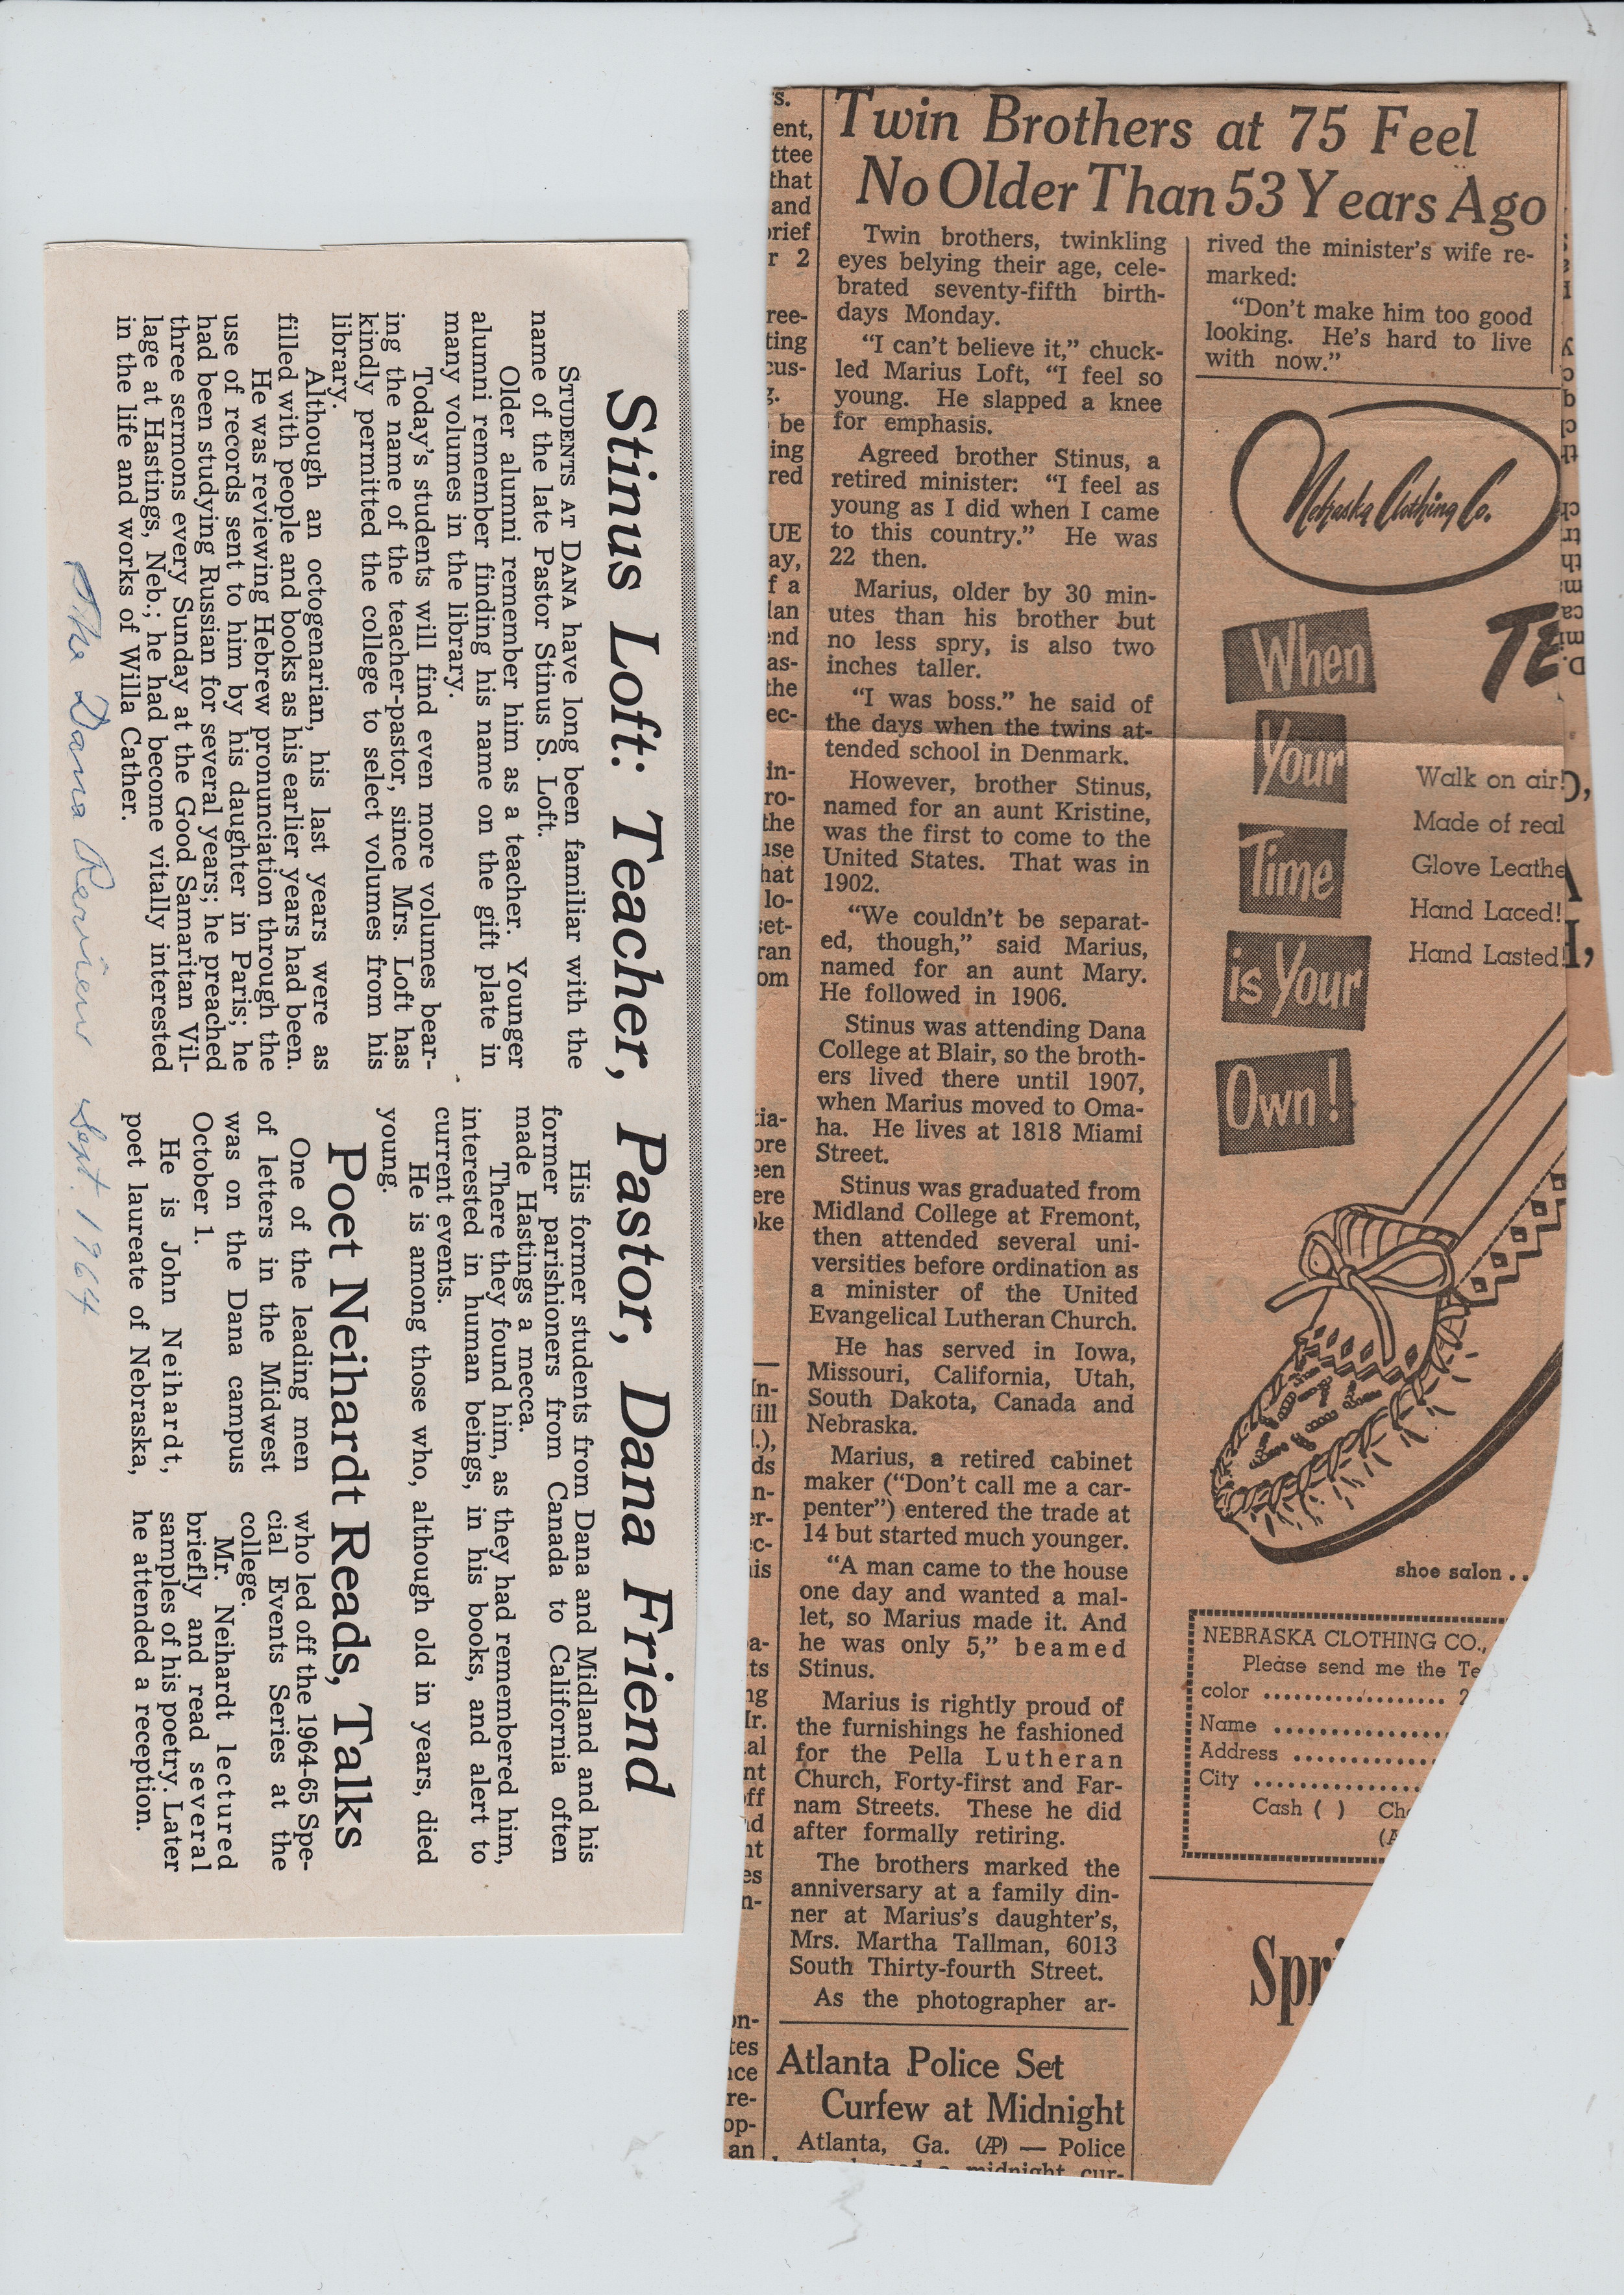 Twin Brothers at 75 Feel
No Older Than 53 Years Ago
Twin brothers, twinkling
eyes belying their age, cele-
brated seventy-fifth birth-
days Monday.
“I can’t believe it,” chuck-
led Marius Loft, “I feel so
young. He slapped a knee
for emphasis.
Agreed brother Stinus, a
retired minister: “I feel as
young as I did when I came
to this country.” He was
22 then.
Marius, older by 30 min-
utes than his brother but
no less spry, is also two
inches taller.
“I was boss.” he said of
the days when the twins at-
tended school in Denmark.
However, brother Stinus,
named for an aunt Kristine,
was the first to come to the
United States. That was in
1902.
“We couldn’t be separat-
ed, though,” said Marius,
named for an aunt Mary.
He followed in 1906.
Stinus was attending Dana
College at Blair, so the broth-
ers lived there until 1907,
when Marius moved to Oma-
ha. He lives at 1818 Miami
Street.
Stinus was graduated from
Midland College at Fremont,
then attended several uni-
versities before ordination as
a minister of the United
Evangelical Lutheran Church.
He has served in Iowa,
Missouri, California, Utah,
South Dakota, Canada and
Nebraska.
Marius, a retired cabinet
maker (“Don’t call me a car-
penter”) entered the trade at
14 but started much younger.
“A man came to the house
one day and wanted a mal-
let, so Marius made it. And
he was only 5,” beamed
Stinus.
Marius is rightly proud of
the furnishings he fashioned
for the Pella Lutheran
Church, Forty-first and Far-
nam Streets. These he did
after formally retiring.
The brothers marked the
anniversary at a family din-
ner at Marius’s daughter’s,
Mrs. Martha Tallman, 6013
South Thirty-fourth Street.
As the photographer ar-
rived the minister’s wife re-
marked:
“Don’t make him too good
looking. He’s hard to live
with now.”
Atlanta Police Set
Curfew at Midnight
Atlanta, Ga. (AP) — Police
midnight cur-
Nebraska Clothing Co.
TE
When
Your
Time
is Your
Own!
Walk on air!
Made of real
Glove Leathe
Hand Laced!
Hand Lasted!
shoe salon . .
NEBRASKA CLOTHING CO.,
Please send me the Te
color .................. 2
Name
Address
City
Cash ( ) Ch
(A
Spri
Stinus Loft: Teacher, Pastor, Dana Friend
STUDENTS AT DANA have long been familiar with the
name of the late Pastor Stinus S. Loft.
Older alumni remember him as a teacher. Younger
alumni remember finding his name on the gift plate in
many volumes in the library.
Today’s students will find even more volumes bear-
ing the name of the teacher-pastor, since Mrs. Loft has
kindly permitted the college to select volumes from his
library.
Although an octogenarian, his last years were as
filled with people and books as his earlier years had been.
He was reviewing Hebrew pronunciation through the
use of records sent to him by his daughter in Paris; he
had been studying Russian for several years; he preached
three sermons every Sunday at the Good Samaritan Vil-
lage at Hastings, Neb.; he had become vitally interested
in the life and works of Willa Cather.
His former students from Dana and Midland and his
former parishioners from Canada to California often
made Hastings a mecca.
There they found him, as they had remembered him,
interested in human beings, in his books, and alert to
current events.
He is among those who, although old in years, died
young.
Poet Neihardt Reads, Talks
One of the leading men
of letters in the Midwest
was on the Dana campus
October 1.
He is John Neihardt,
poet laureate of Nebraska,
who led off the 1964-65 Spe-
cial Events Series at the
college.
Mr. Neihardt lectured
briefly and read several
samples of his poetry. Later
he attended a reception.
The Dana Review Sept. 1964